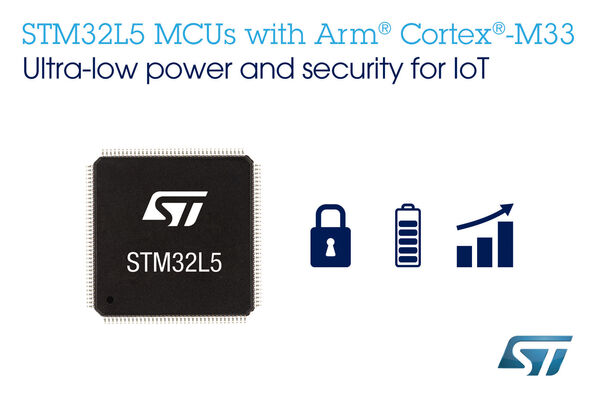 STM32L5 MCUs with Arm® Cortex®-M33
Ultra-low power and security for IoT
ST
STM32L5
ST